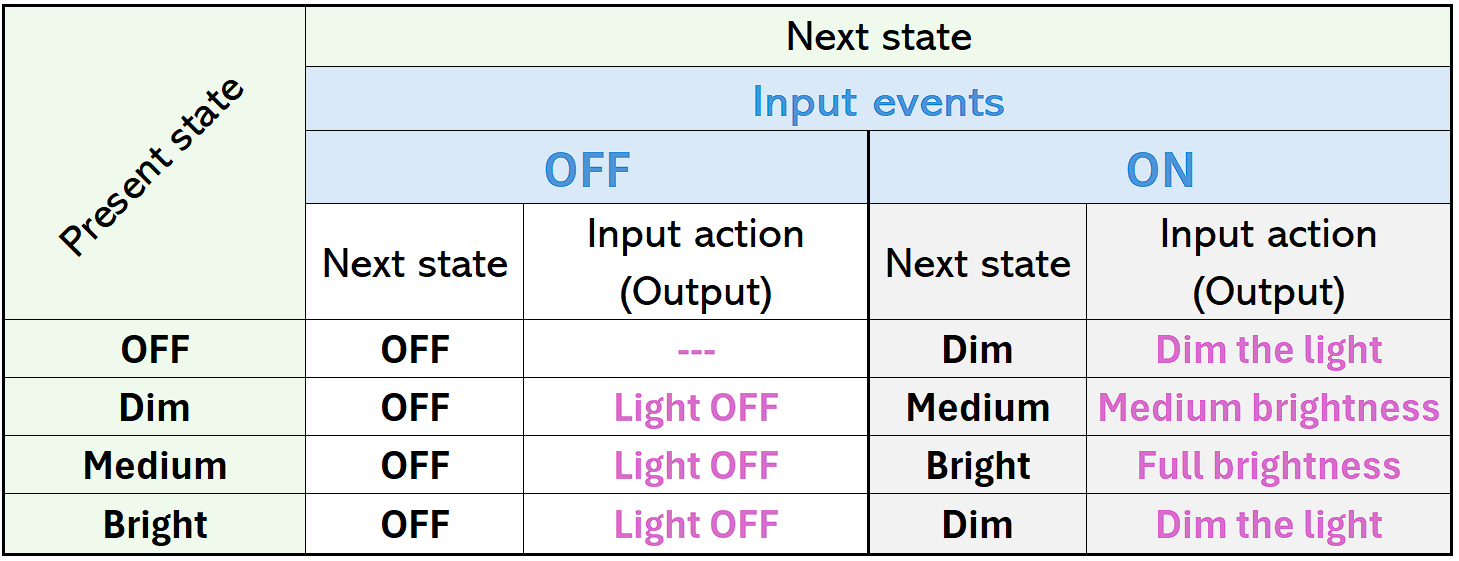 Present state
Next state
Input events
OFF
ON
Next state
Input action
(Output)
Next state
Input action
(Output)
OFF
OFF
---
Dim
Dim the light
Dim
OFF
Light OFF
Medium
Medium brightness
Medium
OFF
Light OFF
Bright
Full brightness
Bright
OFF
Light OFF
Dim
Dim the light